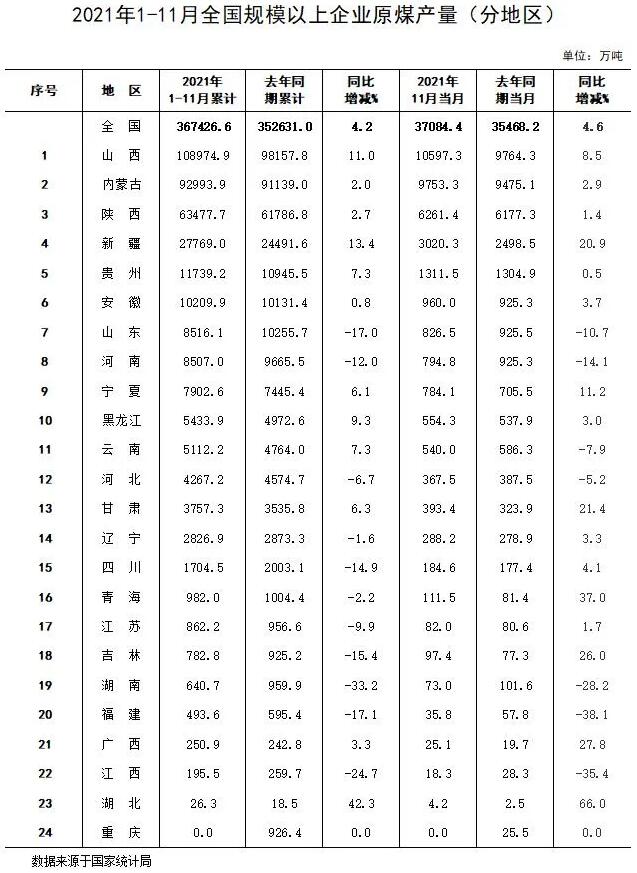 2021年1-11月全国规模以上企业原煤产量（分地区）
单位：万吨
序号 地 区 2021年1-11月累计 去年同期累计 同比增减% 2021年11月当月 去年同期当月 同比增减%
全 国 367426.6 352631.0 4.2 37084.4 35468.2 4.6
1 山 西 108974.9 98157.8 11.0 10597.3 9764.3 8.5
2 内蒙古 92993.9 91139.0 2.0 9753.3 9475.1 2.9
3 陕 西 63477.7 61786.8 2.7 6261.4 6177.3 1.4
4 新 疆 27769.0 24491.6 13.4 3020.3 2498.5 20.9
5 贵 州 11739.2 10945.5 7.3 1311.5 1304.9 0.5
6 安 徽 10209.9 10131.4 0.8 960.0 925.3 3.7
7 山 东 8516.1 10255.7 -17.0 826.5 925.5 -10.7
8 河 南 8507.0 9665.5 -12.0 794.8 925.3 -14.1
9 宁 夏 7902.6 7445.4 6.1 784.1 705.5 11.2
10 黑龙江 5433.9 4972.6 9.3 554.3 537.9 3.0
11 云 南 5112.2 4764.0 7.3 540.0 586.3 -7.9
12 河 北 4267.2 4574.7 -6.7 367.5 387.5 -5.2
13 甘 肃 3757.3 3535.8 6.3 393.4 323.9 21.4
14 辽 宁 2826.9 2873.3 -1.6 288.2 278.9 3.3
15 四 川 1704.5 2003.1 -14.9 184.6 177.4 4.1
16 青 海 982.0 1004.4 -2.2 111.5 81.4 37.0
17 江 苏 862.2 956.6 -9.9 82.0 80.6 1.7
18 吉 林 782.8 925.2 -15.4 97.4 77.3 26.0
19 湖 南 640.7 959.9 -33.2 73.0 101.6 -28.2
20 福 建 493.6 595.4 -17.1 35.8 57.8 -38.1
21 广 西 250.9 242.8 3.3 25.1 19.7 27.8
22 江 西 195.5 259.7 -24.7 18.3 28.3 -35.4
23 湖 北 26.3 18.5 42.3 4.2 2.5 66.0
24 重 庆 0.0 926.4 0.0 0.0 25.5 0.0
数据来源于国家统计局